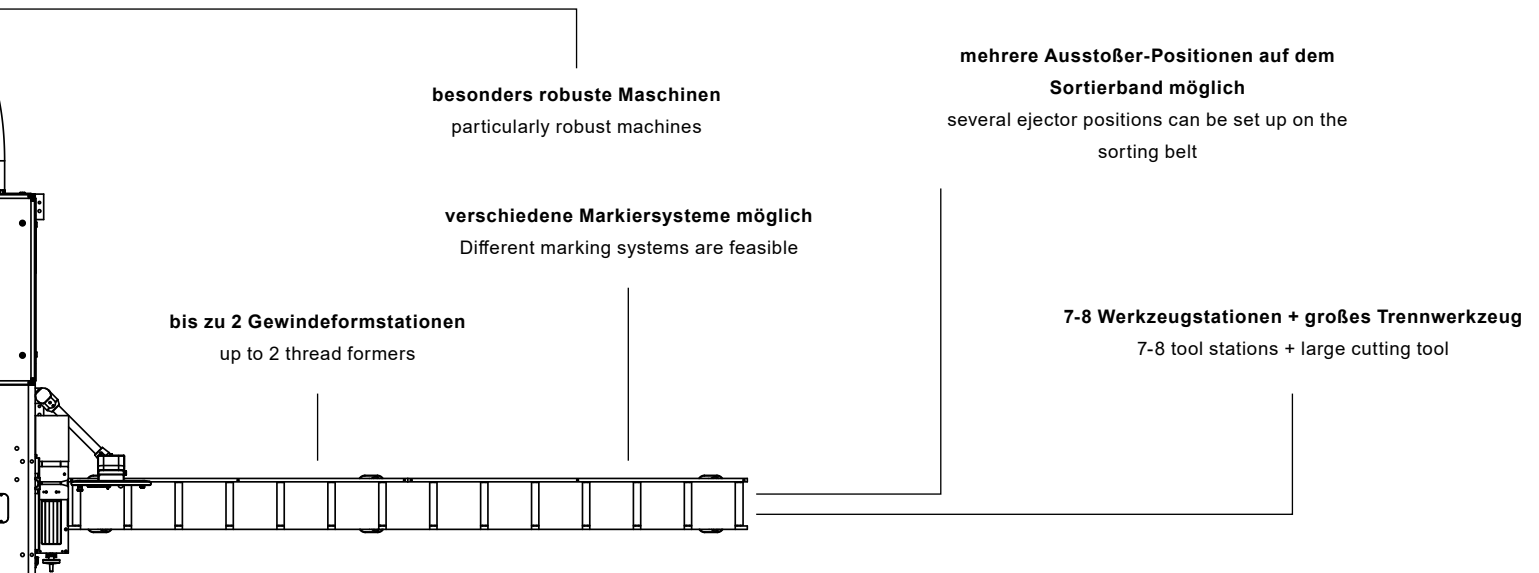 besonders robuste Maschinen
particularly robust machines
mehrere Ausstoßer-Positionen auf dem
Sortierband möglich
several ejector positions can be set up on the
sorting belt
verschiedene Markiersysteme möglich
Different marking systems are feasible
bis zu 2 Gewindeformstationen
up to 2 thread formers
7-8 Werkzeugstationen + großes Trennwerkzeug
7-8 tool stations + large cutting tool